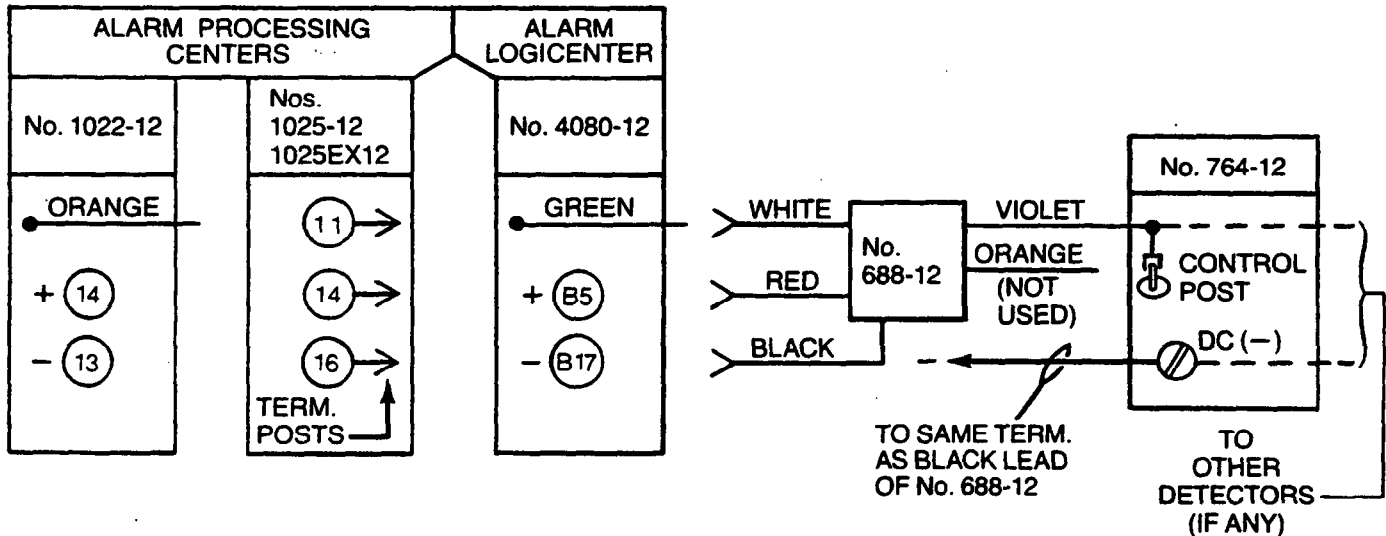 ALARM PROCESSING
CENTERS
ALARM
LOGICENTER
No. 1022-12
Nos.
1025-12
1025EX12
No. 4080-12
ORANGE
+ 14
- 13
11
14
16
TERM.
POSTS
GREEN
+ B5
- B17
WHITE
RED
BLACK
No.
688-12
VIOLET
ORANGE
(NOT
USED)
No. 764-12
CONTROL
POST
DC (-)
TO SAME TERM.
AS BLACK LEAD
OF No. 688-12
TO
OTHER
DETECTORS
(IF ANY)